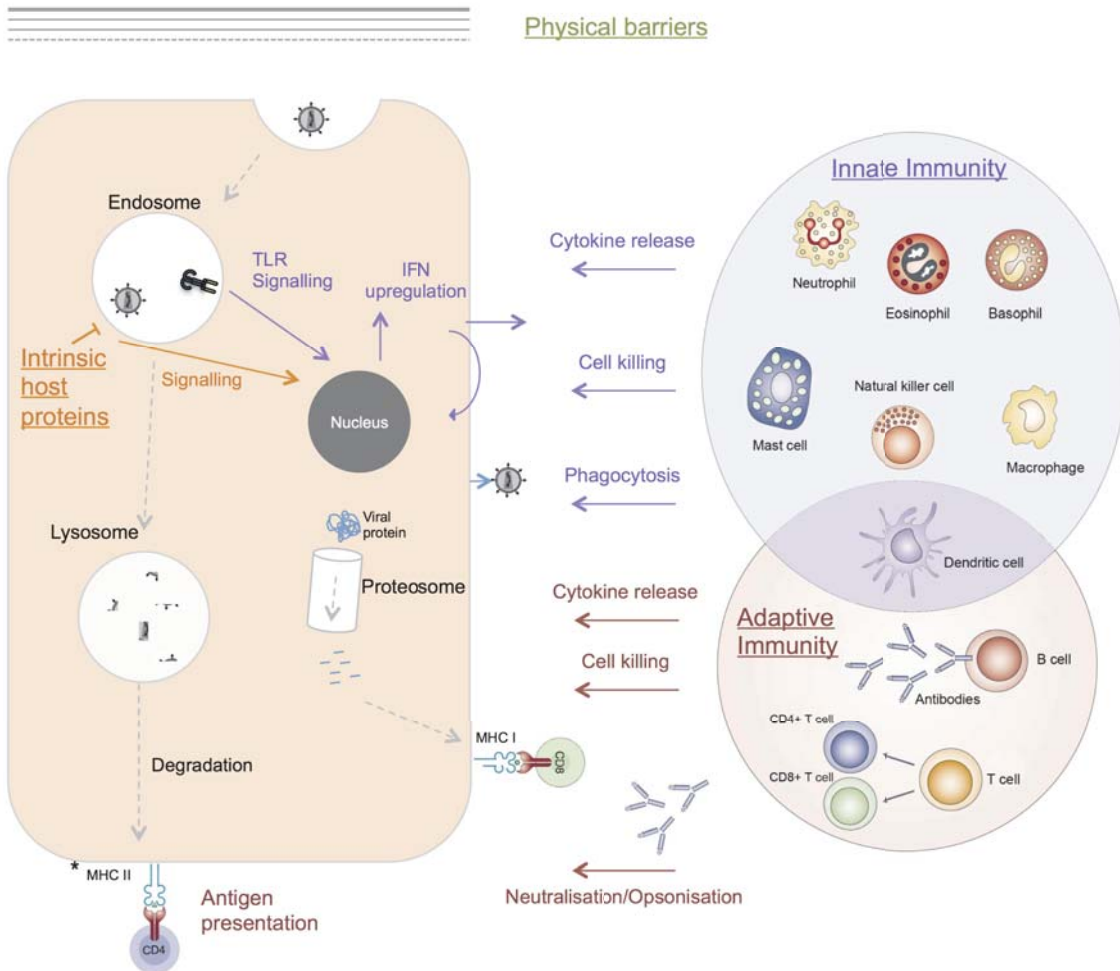 Physical barriers
Endosome
TLR
Signalling
IFN
upregulation
Intrinsic
host
proteins
Signalling
Nucleus
Lysosome
Viral
protein
Proteosome
Degradation
MHC I
CD8
*
MHC II
CD4
Antigen
presentation
Cytokine release
Cell killing
Phagocytosis
Cytokine release
Cell killing
Neutralisation/Opsonisation
Innate Immunity
Neutrophil
Eosinophil
Basophil
Mast cell
Natural killer cell
Macrophage
Dendritic cell
Adaptive
Immunity
B cell
Antibodies
CD4+ T cell
CD8+ T cell
T cell